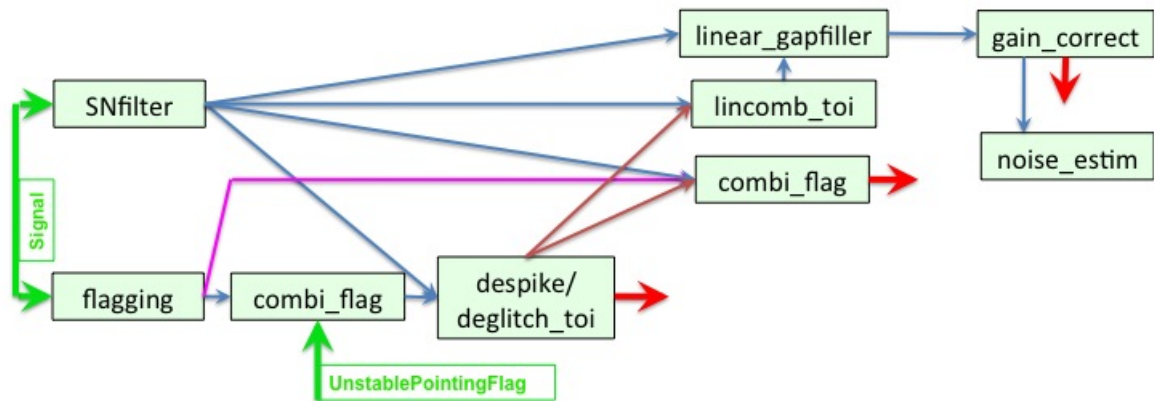 linear_gapfiller
gain_correct
SNfilter
lincomb_toi
noise_estim
combi_flag
Signal
flagging
combi_flag
despike/
deglitch_toi
UnstablePointingFlag